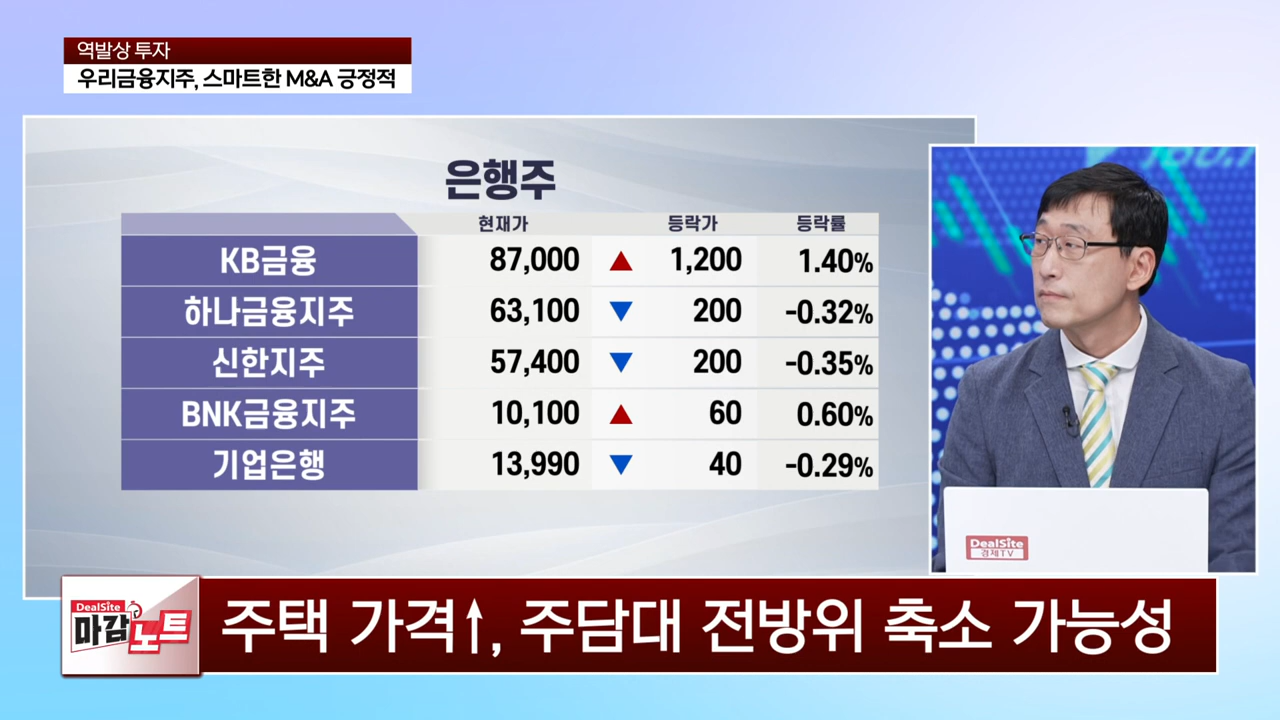 역발상 투자
우리금융지주, 스마트한 M&A 긍정적
은행주
현재가 등락가 등락률
KB금융 87,000 ▲ 1,200 1.40%
하나금융지주 63,100 ▼ 200 -0.32%
신한지주 57,400 ▼ 200 -0.35%
BNK금융지주 10,100 ▲ 60 0.60%
기업은행 13,990 ▼ 40 -0.29%
DealSite
경제TV
DealSite
마감노트
주택 가격↑, 주담대 전방위 축소 가능성